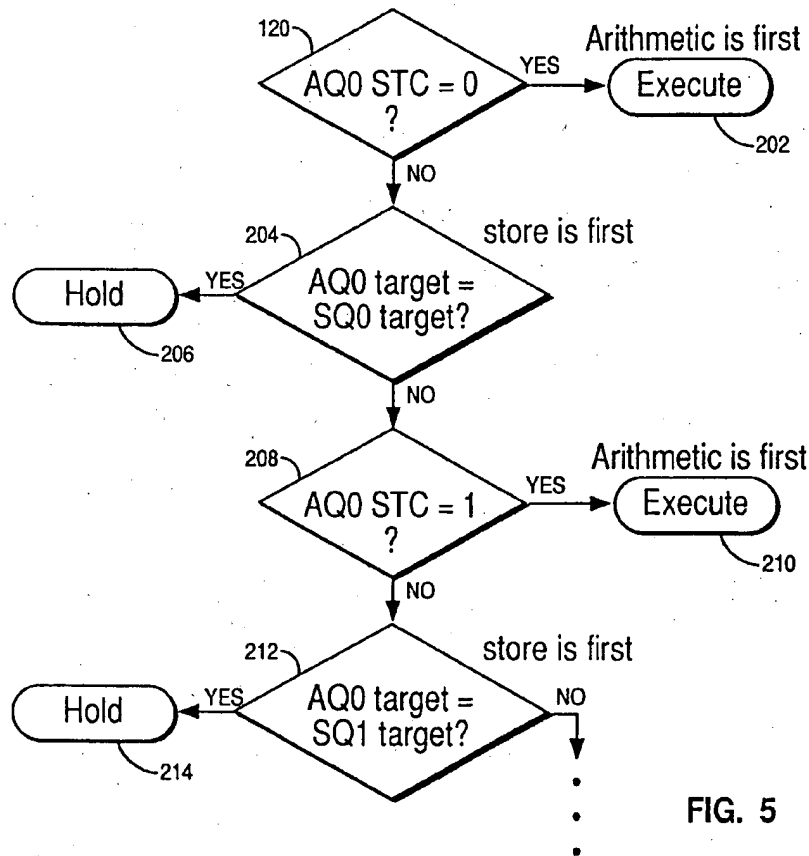 120
Arithmetic is first
AQ0 STC = 0
?
YES
Execute
202
NO
204
store is first
AQ0 target =
SQ0 target?
YES
Hold
206
NO
208
Arithmetic is first
AQ0 STC = 1
?
YES
Execute
210
NO
212
store is first
AQ0 target =
SQ1 target?
YES
Hold
214
NO
FIG. 5